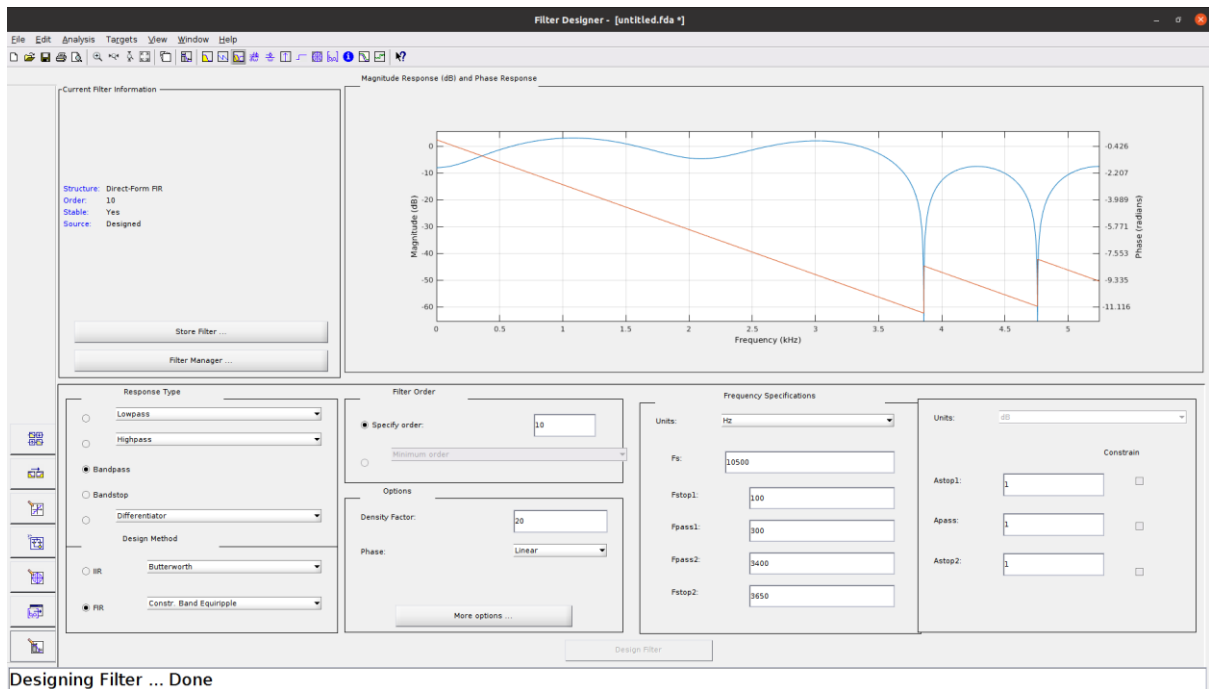 Filter Designer - [untitled.fda *]
File Edit Analysis Targets View Window Help
Current Filter Information
Structure: Direct-Form FIR
Order: 10
Stable: Yes
Source: Designed
Store Filter ...
Filter Manager ...
Magnitude Response (dB) and Phase Response
Magnitude (dB)
0
-10
-20
-30
-40
-50
-60
-0.426
-2.207
-3.989
-5.771
-7.553
-9.335
-11.116
Phase (radians)
0 0.5 1 1.5 2 2.5 3 3.5 4 4.5 5
Frequency (kHz)
Response Type
Lowpass
Highpass
Bandpass
Bandstop
Differentiator
Design Method
IIR Butterworth
FIR Constr. Band Equiripple
Filter Order
Specify order: 10
Minimum order
Options
Density Factor: 20
Phase: Linear
More options ...
Frequency Specifications
Units: Hz
Fs: 10500
Fstop1: 100
Fpass1: 300
Fpass2: 3400
Fstop2: 3650
Units: dB
Constrain
Astop1: 1
Apass: 1
Astop2: 1
Design Filter
Designing Filter ... Done